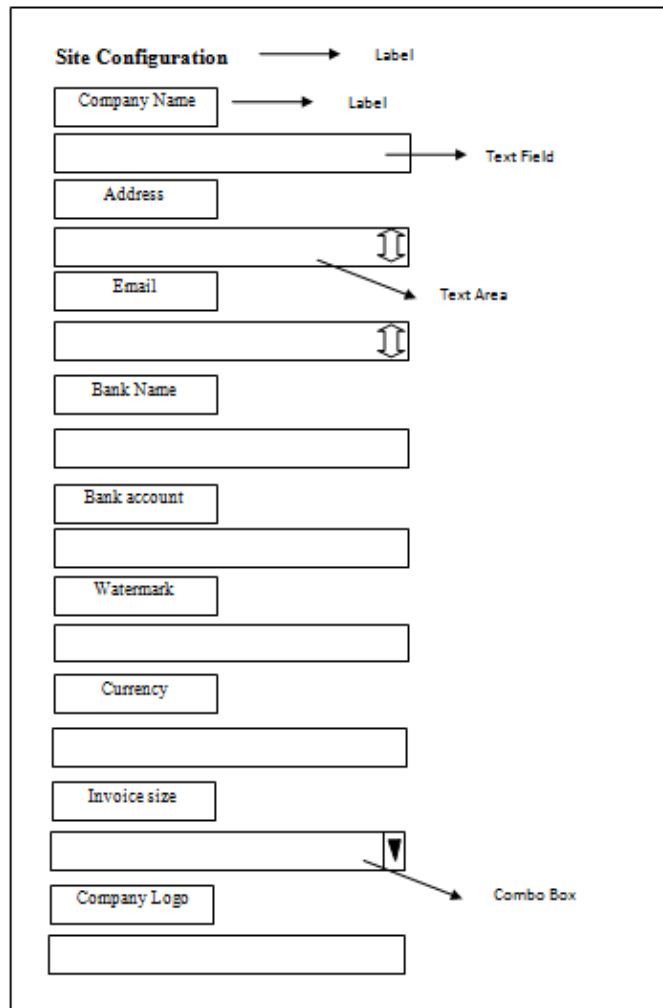 Site Configuration
Label
Company Name
Label
Text Field
Address
Email
Text Area
Bank Name
Bank account
Watermark
Currency
Invoice size
Company Logo
Combo Box